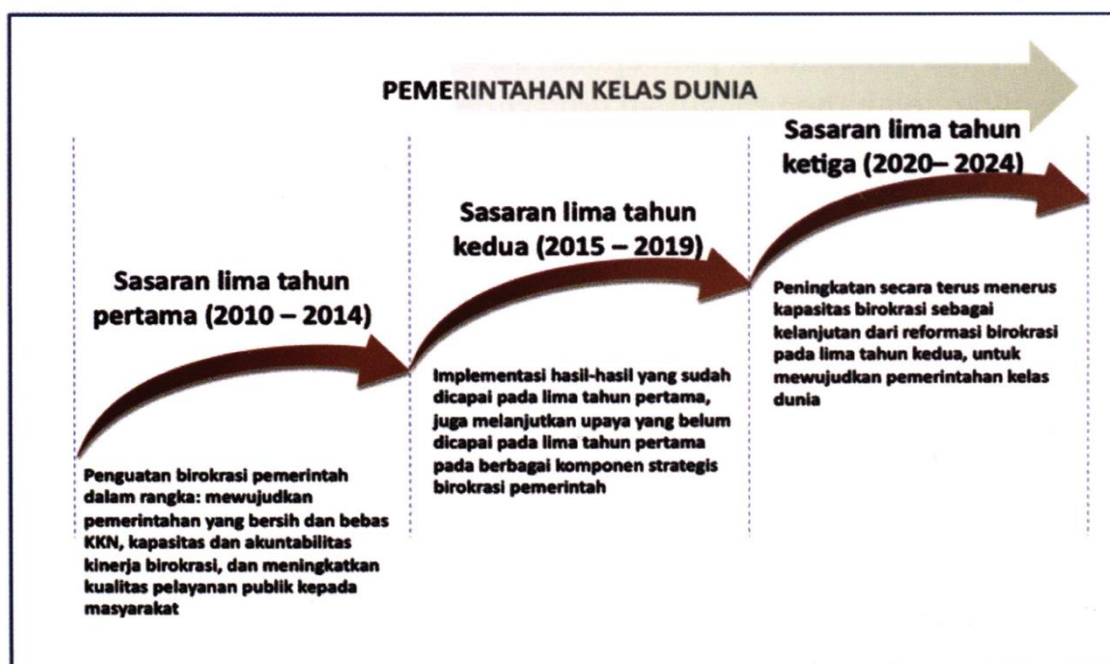 PEMERINTAHAN KELAS DUNIA
Sasaran lima tahun
pertama (2010 – 2014)
Penguatan birokrasi pemerintah
dalam rangka: mewujudkan
pemerintahan yang bersih dan bebas
KKN, kapasitas dan akuntabilitas
kinerja birokrasi, dan meningkatkan
kualitas pelayanan publik kepada
masyarakat
Sasaran lima tahun
kedua (2015 – 2019)
Implementasi hasil-hasil yang sudah
dicapai pada lima tahun pertama,
juga melanjutkan upaya yang belum
dicapai pada lima tahun pertama
pada berbagai komponen strategis
birokrasi pemerintah
Sasaran lima tahun
ketiga (2020– 2024)
Peningkatan secara terus menerus
kapasitas birokrasi sebagai
kelanjutan dari reformasi birokrasi
pada lima tahun kedua, untuk
mewujudkan pemerintahan kelas
dunia